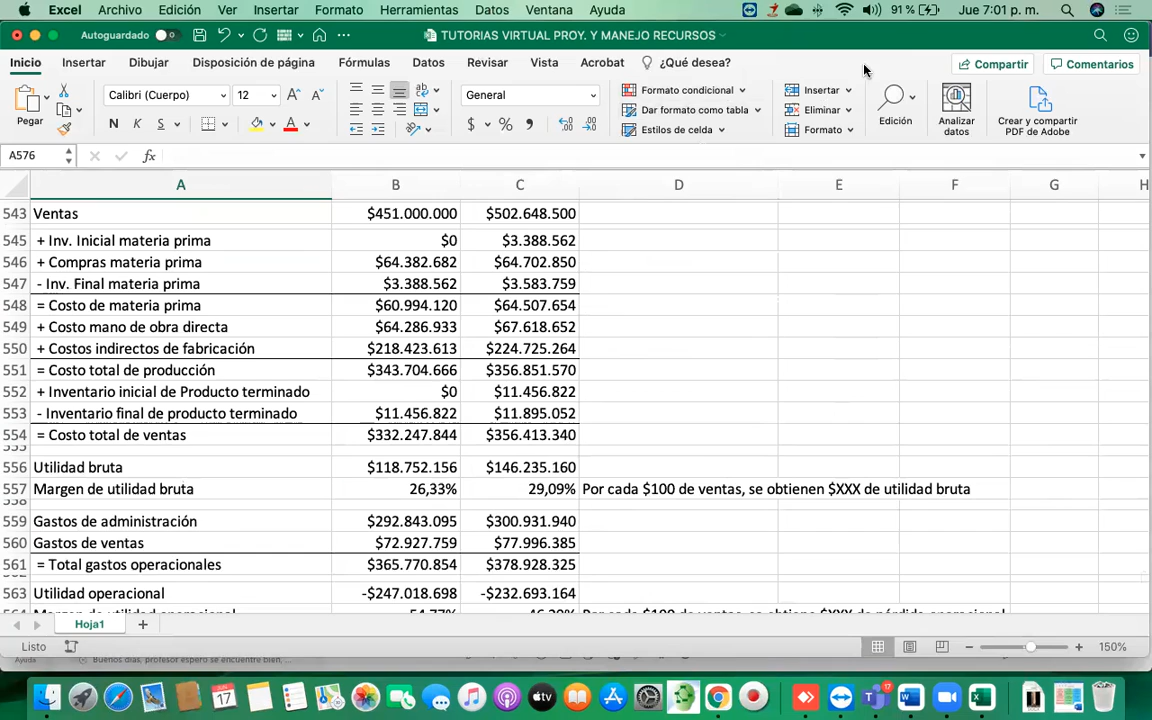 Excel Archivo Edición Ver Insertar Formato Herramientas Datos Ventana Ayuda 91 % Jue 7:01 p. m.
Autoguardado TUTORIAS VIRTUAL PROY. Y MANEJO RECURSOS
Inicio Insertar Dibujar Disposición de página Fórmulas Datos Revisar Vista Acrobat ¿Qué desea? Compartir Comentarios
Pegar Calibri (Cuerpo) 12 General Formato condicional Insertar
N K S $ % Dar formato como tabla Eliminar Edición Analizar datos Crear y compartir PDF de Adobe
Estilos de celda Formato
A576 fx
A B C D E F G H
543 Ventas $451.000.000 $502.648.500
545 + Inv. Inicial materia prima $0 $3.388.562
546 + Compras materia prima $64.382.682 $64.702.850
547 - Inv. Final materia prima $3.388.562 $3.583.759
548 = Costo de materia prima $60.994.120 $64.507.654
549 + Costo mano de obra directa $64.286.933 $67.618.652
550 + Costos indirectos de fabricación $218.423.613 $224.725.264
551 = Costo total de producción $343.704.666 $356.851.570
552 + Inventario inicial de Producto terminado $0 $11.456.822
553 - Inventario final de producto terminado $11.456.822 $11.895.052
554 = Costo total de ventas $332.247.844 $356.413.340
556 Utilidad bruta $118.752.156 $146.235.160
557 Margen de utilidad bruta 26,33% 29,09% Por cada $100 de ventas, se obtienen $XXX de utilidad bruta
559 Gastos de administración $292.843.095 $300.931.940
560 Gastos de ventas $72.927.759 $77.996.385
561 = Total gastos operacionales $365.770.854 $378.928.325
563 Utilidad operacional -$247.018.698 -$232.693.164
Hoja1
Listo 150%
Ayuda Buenos días, profesor espero se encuentre bien, ...
17 17